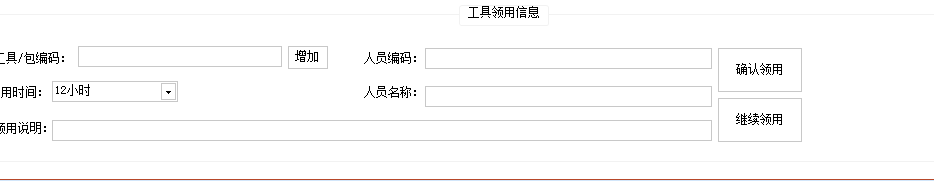 工具领用信息
工具/包编码： 增加 人员编码：
确认领用
用时间： 12小时 人员名称：
继续领用
领用说明：